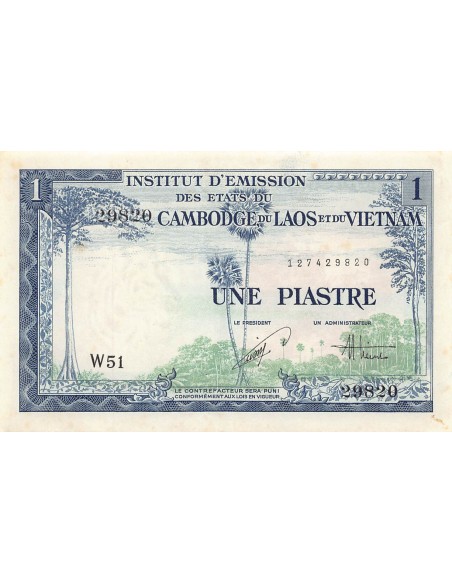 1 INSTITUT D'EMISSION 1
DES ETATS DU
29820 CAMBODGE, DU LAOS ET DU VIETNAM
127429820
UNE PIASTRE
LE PRESIDENT UN ADMINISTRATEUR
W51
29820
LE CONTREFACTEUR SERA PUNI
CONFORMÉMENT AUX LOIS EN VIGUEUR